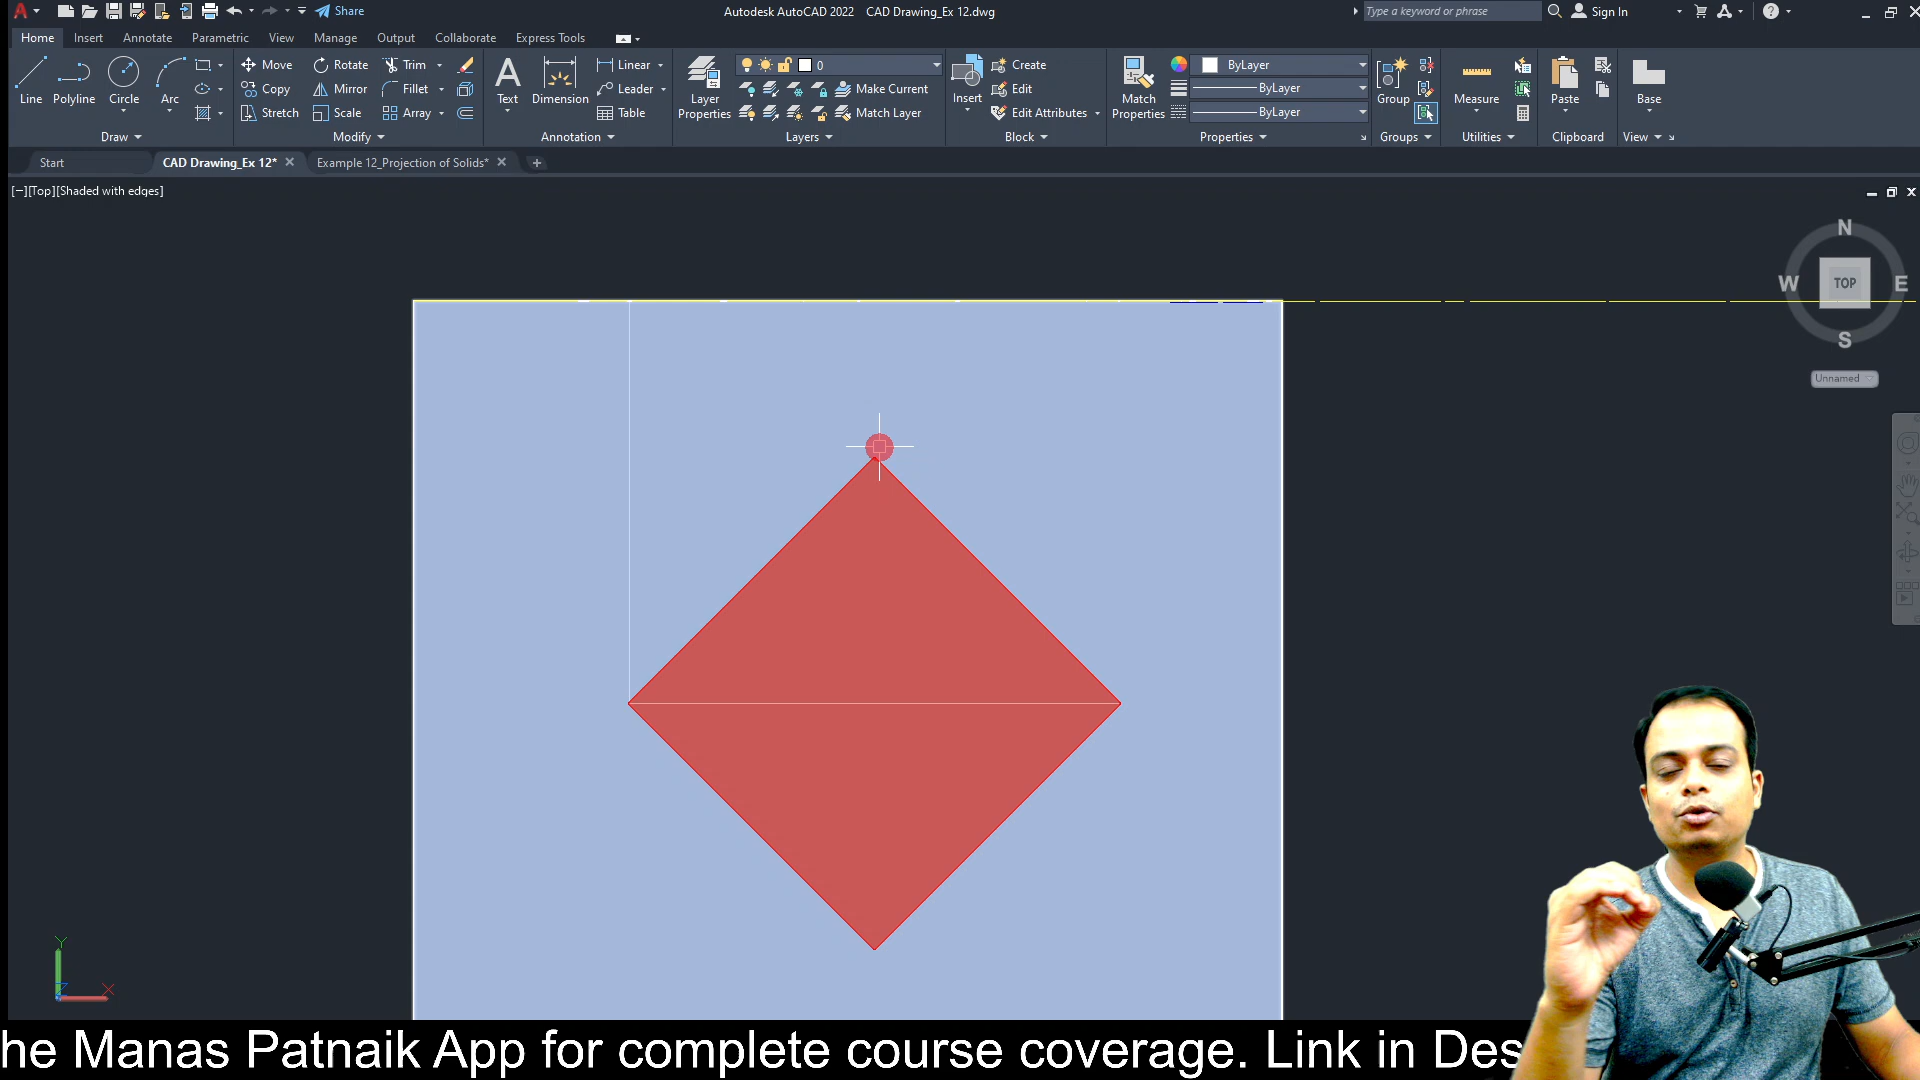 Share
Autodesk AutoCAD 2022 CAD Drawing_Ex 12.dwg
Type a keyword or phrase
Sign In
Home Insert Annotate Parametric View Manage Output Collaborate Express Tools
Line Polyline Circle Arc
Move Rotate Trim
Copy Mirror Fillet
Stretch Scale Array
Text Dimension
Linear
Leader
Table
Layer Properties
0
Make Current
Match Layer
Insert
Create
Edit
Edit Attributes
Match Properties
ByLayer
ByLayer
ByLayer
Group
Measure
Paste
Base
Draw Modify Annotation Layers Block Properties Groups Utilities Clipboard View
Start CAD Drawing_Ex 12* Example 12_Projection of Solids*
[−][Top][Shaded with edges]
N
W TOP E
S
Unnamed
Y
Z X
he Manas Patnaik App for complete course coverage. Link in Des